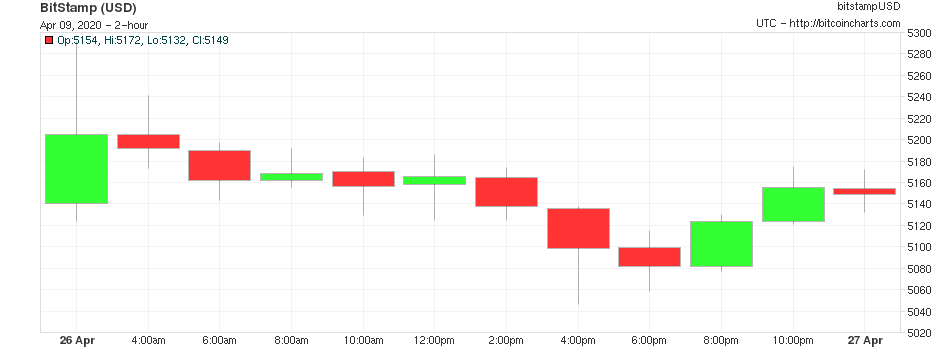 BitStamp (USD)
bitstampUSD
Apr 09, 2020 - 2-hour
UTC - http://bitcoincharts.com
Op:5154, Hi:5172, Lo:5132, Cl:5149
5300
5280
5260
5240
5220
5200
5180
5160
5140
5120
5100
5080
5060
5040
5020
26 Apr 4:00am 6:00am 8:00am 10:00am 12:00pm 2:00pm 4:00pm 6:00pm 8:00pm 10:00pm 27 Apr